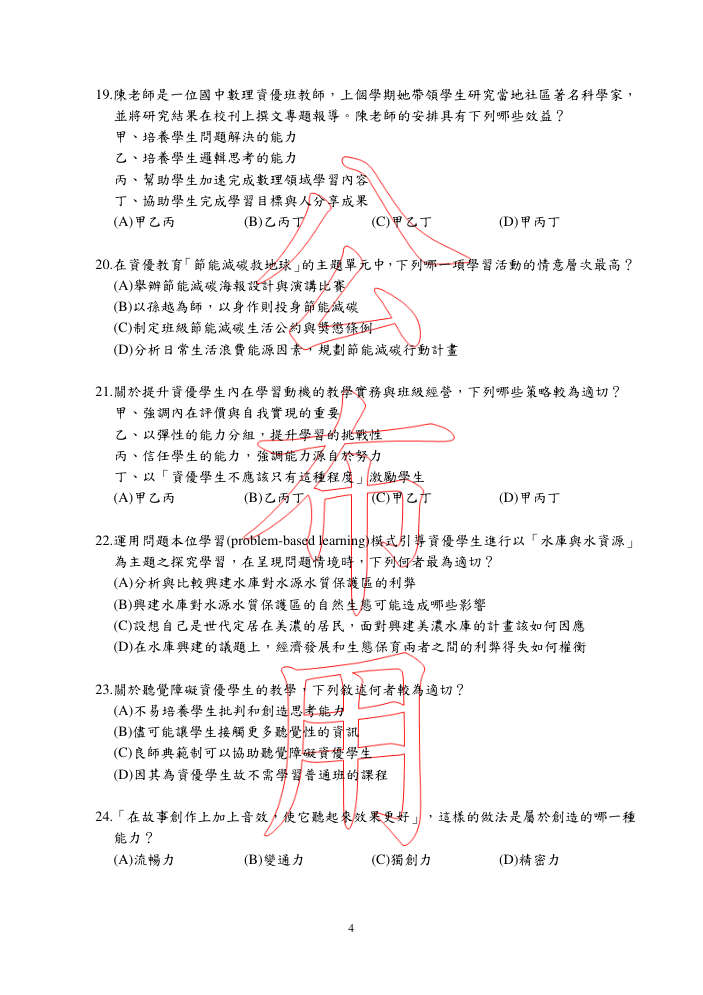 19.陳老師是一位國中數理資優班教師，上個學期她帶領學生研究當地社區著名科學家，
並將研究結果在校刊上撰文專題報導。陳老師的安排具有下列哪些效益？
甲、培養學生問題解決的能力
乙、培養學生邏輯思考的能力
丙、幫助學生加速完成數理領域學習內容
丁、協助學生完成學習目標與人分享成果
(A)甲乙丙 (B)乙丙丁 (C)甲乙丁 (D)甲丙丁
20.在資優教育「節能減碳救地球」的主題單元中，下列哪一項學習活動的情意層次最高？
(A)舉辦節能減碳海報設計與演講比賽
(B)以孫越為師，以身作則投身節能減碳
(C)制定班級節能減碳生活公約與獎懲條例
(D)分析日常生活浪費能源因素，規劃節能減碳行動計畫
21.關於提升資優學生內在學習動機的教學實務與班級經營，下列哪些策略較為適切？
甲、強調內在評價與自我實現的重要
乙、以彈性的能力分組，提升學習的挑戰性
丙、信任學生的能力，強調能力源自於努力
丁、以「資優學生不應該只有這種程度」激勵學生
(A)甲乙丙 (B)乙丙丁 (C)甲乙丁 (D)甲丙丁
22.運用問題本位學習(problem-based learning)模式引導資優學生進行以「水庫與水資源」
為主題之探究學習，在呈現問題情境時，下列何者最為適切？
(A)分析與比較興建水庫對水源水質保護區的利弊
(B)興建水庫對水源水質保護區的自然生態可能造成哪些影響
(C)設想自己是世代定居在美濃的居民，面對興建美濃水庫的計畫該如何因應
(D)在水庫興建的議題上，經濟發展和生態保育兩者之間的利弊得失如何權衡
23.關於聽覺障礙資優學生的教學，下列敘述何者較為適切？
(A)不易培養學生批判和創造思考能力
(B)儘可能讓學生接觸更多聽覺性的資訊
(C)良師典範制可以協助聽覺障礙資優學生
(D)因其為資優學生故不需學習普通班的課程
24.「在故事創作上加上音效，使它聽起來效果更好」，這樣的做法是屬於創造的哪一種
能力？
(A)流暢力 (B)變通力 (C)獨創力 (D)精密力
4
公布用